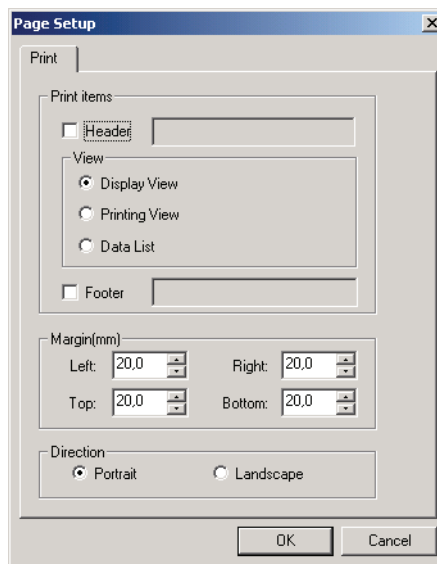 Page Setup
Print
Print items
Header
View
Display View
Printing View
Data List
Footer
Margin(mm)
Left: 20,0 Right: 20,0
Top: 20,0 Bottom: 20,0
Direction
Portrait Landscape
OK Cancel